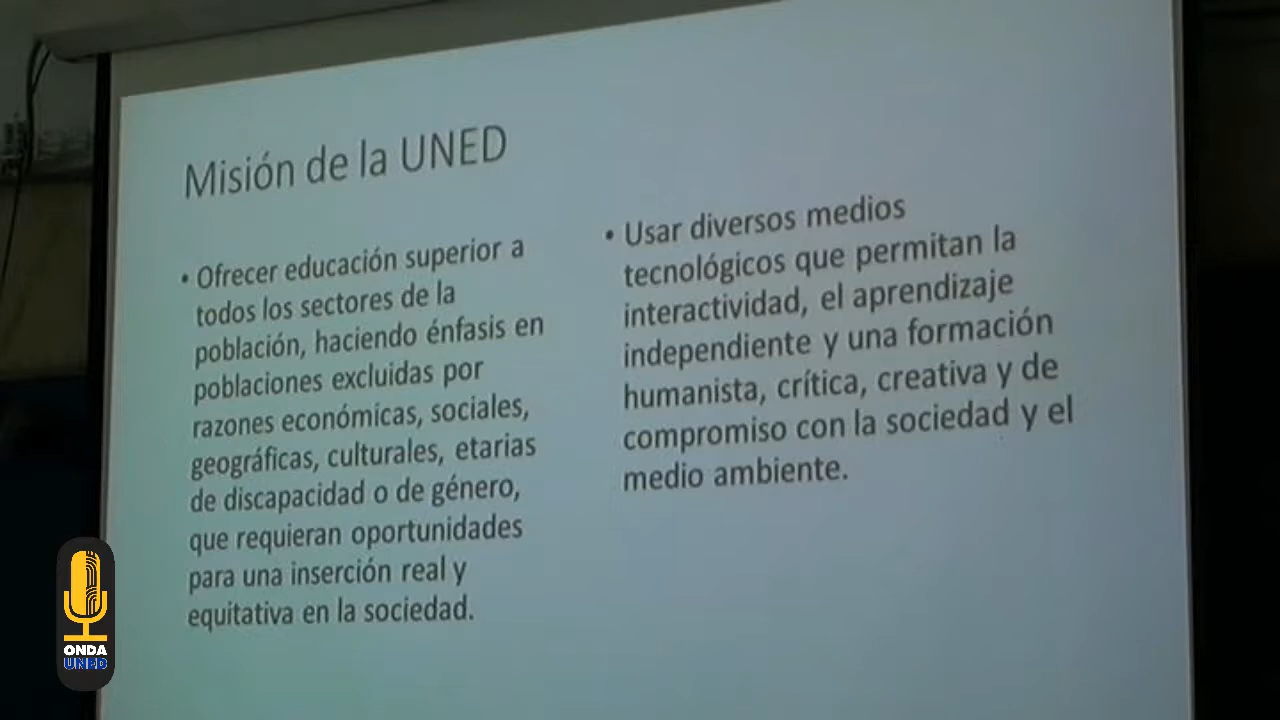 Misión de la UNED
• Ofrecer educación superior a
todos los sectores de la
población, haciendo énfasis en
poblaciones excluidas por
razones económicas, sociales,
geográficas, culturales, etarias
de discapacidad o de género,
que requieran oportunidades
para una inserción real y
equitativa en la sociedad.
• Usar diversos medios
tecnológicos que permitan la
interactividad, el aprendizaje
independiente y una formación
humanista, crítica, creativa y de
compromiso con la sociedad y el
medio ambiente.
ONDA
UNED